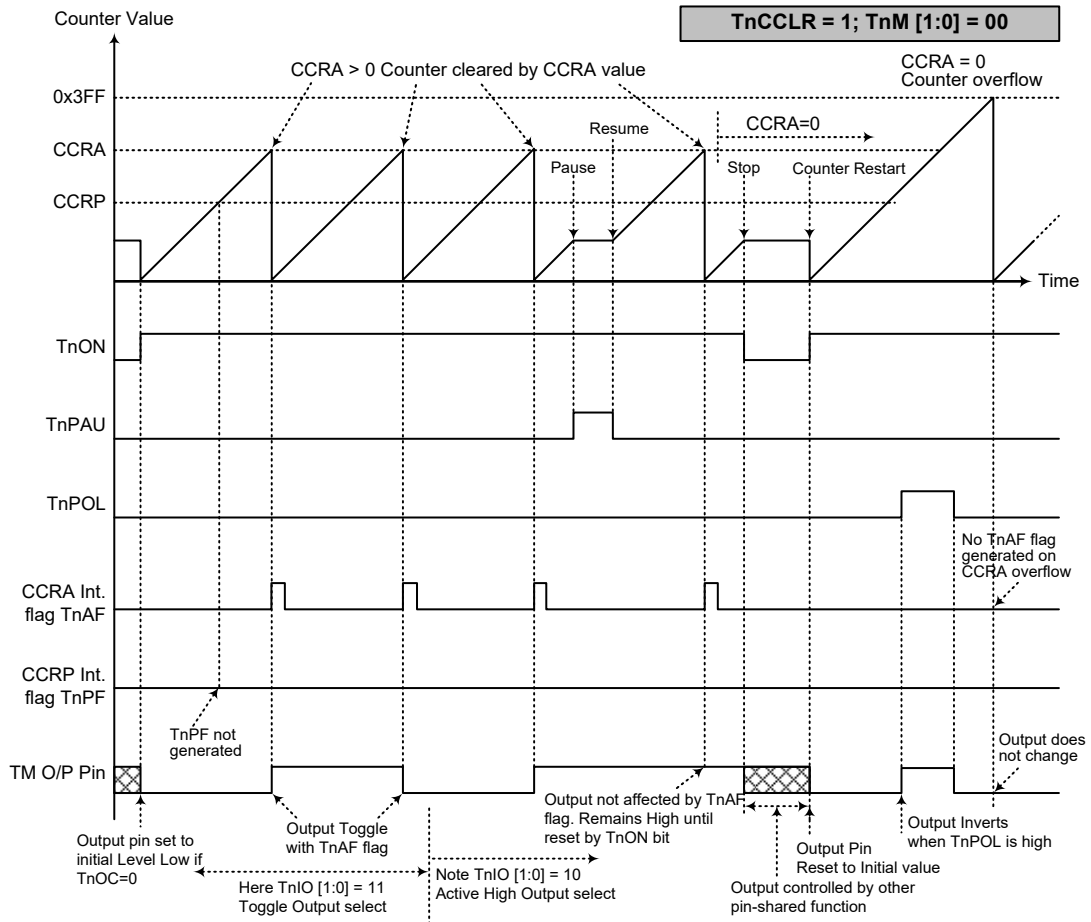 Counter Value
TnCCLR = 1; TnM [1:0] = 00
CCRA > 0 Counter cleared by CCRA value
CCRA = 0
Counter overflow
0x3FF
CCRA=0
Resume
CCRA
Pause
Stop
Counter Restart
CCRP
Time
TnON
TnPAU
TnPOL
No TnAF flag
generated on
CCRA overflow
CCRA Int.
flag TnAF
CCRP Int.
flag TnPF
TnPF not
generated
Output does
not change
TM O/P Pin
Output pin set to
initial Level Low if
TnOC=0
Output Toggle
with TnAF flag
Here TnIO [1:0] = 11
Toggle Output select
Note TnIO [1:0] = 10
Active High Output select
Output not affected by TnAF
flag. Remains High until
reset by TnON bit
Output Pin
Reset to Initial value
Output controlled by other
pin-shared function
Output Inverts
when TnPOL is high